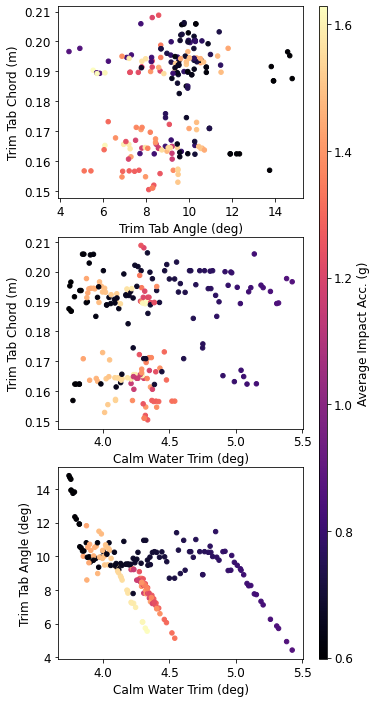 0.21
0.20
0.19
0.18
0.17
0.16
0.15
Trim Tab Chord (m)
4 6 8 10 12 14
Trim Tab Angle (deg)
0.21
0.20
0.19
0.18
0.17
0.16
0.15
Trim Tab Chord (m)
4.0 4.5 5.0 5.5
Calm Water Trim (deg)
14
12
10
8
6
4
Trim Tab Angle (deg)
4.0 4.5 5.0 5.5
Calm Water Trim (deg)
1.6
1.4
1.2
1.0
0.8
0.6
Average Impact Acc. (g)